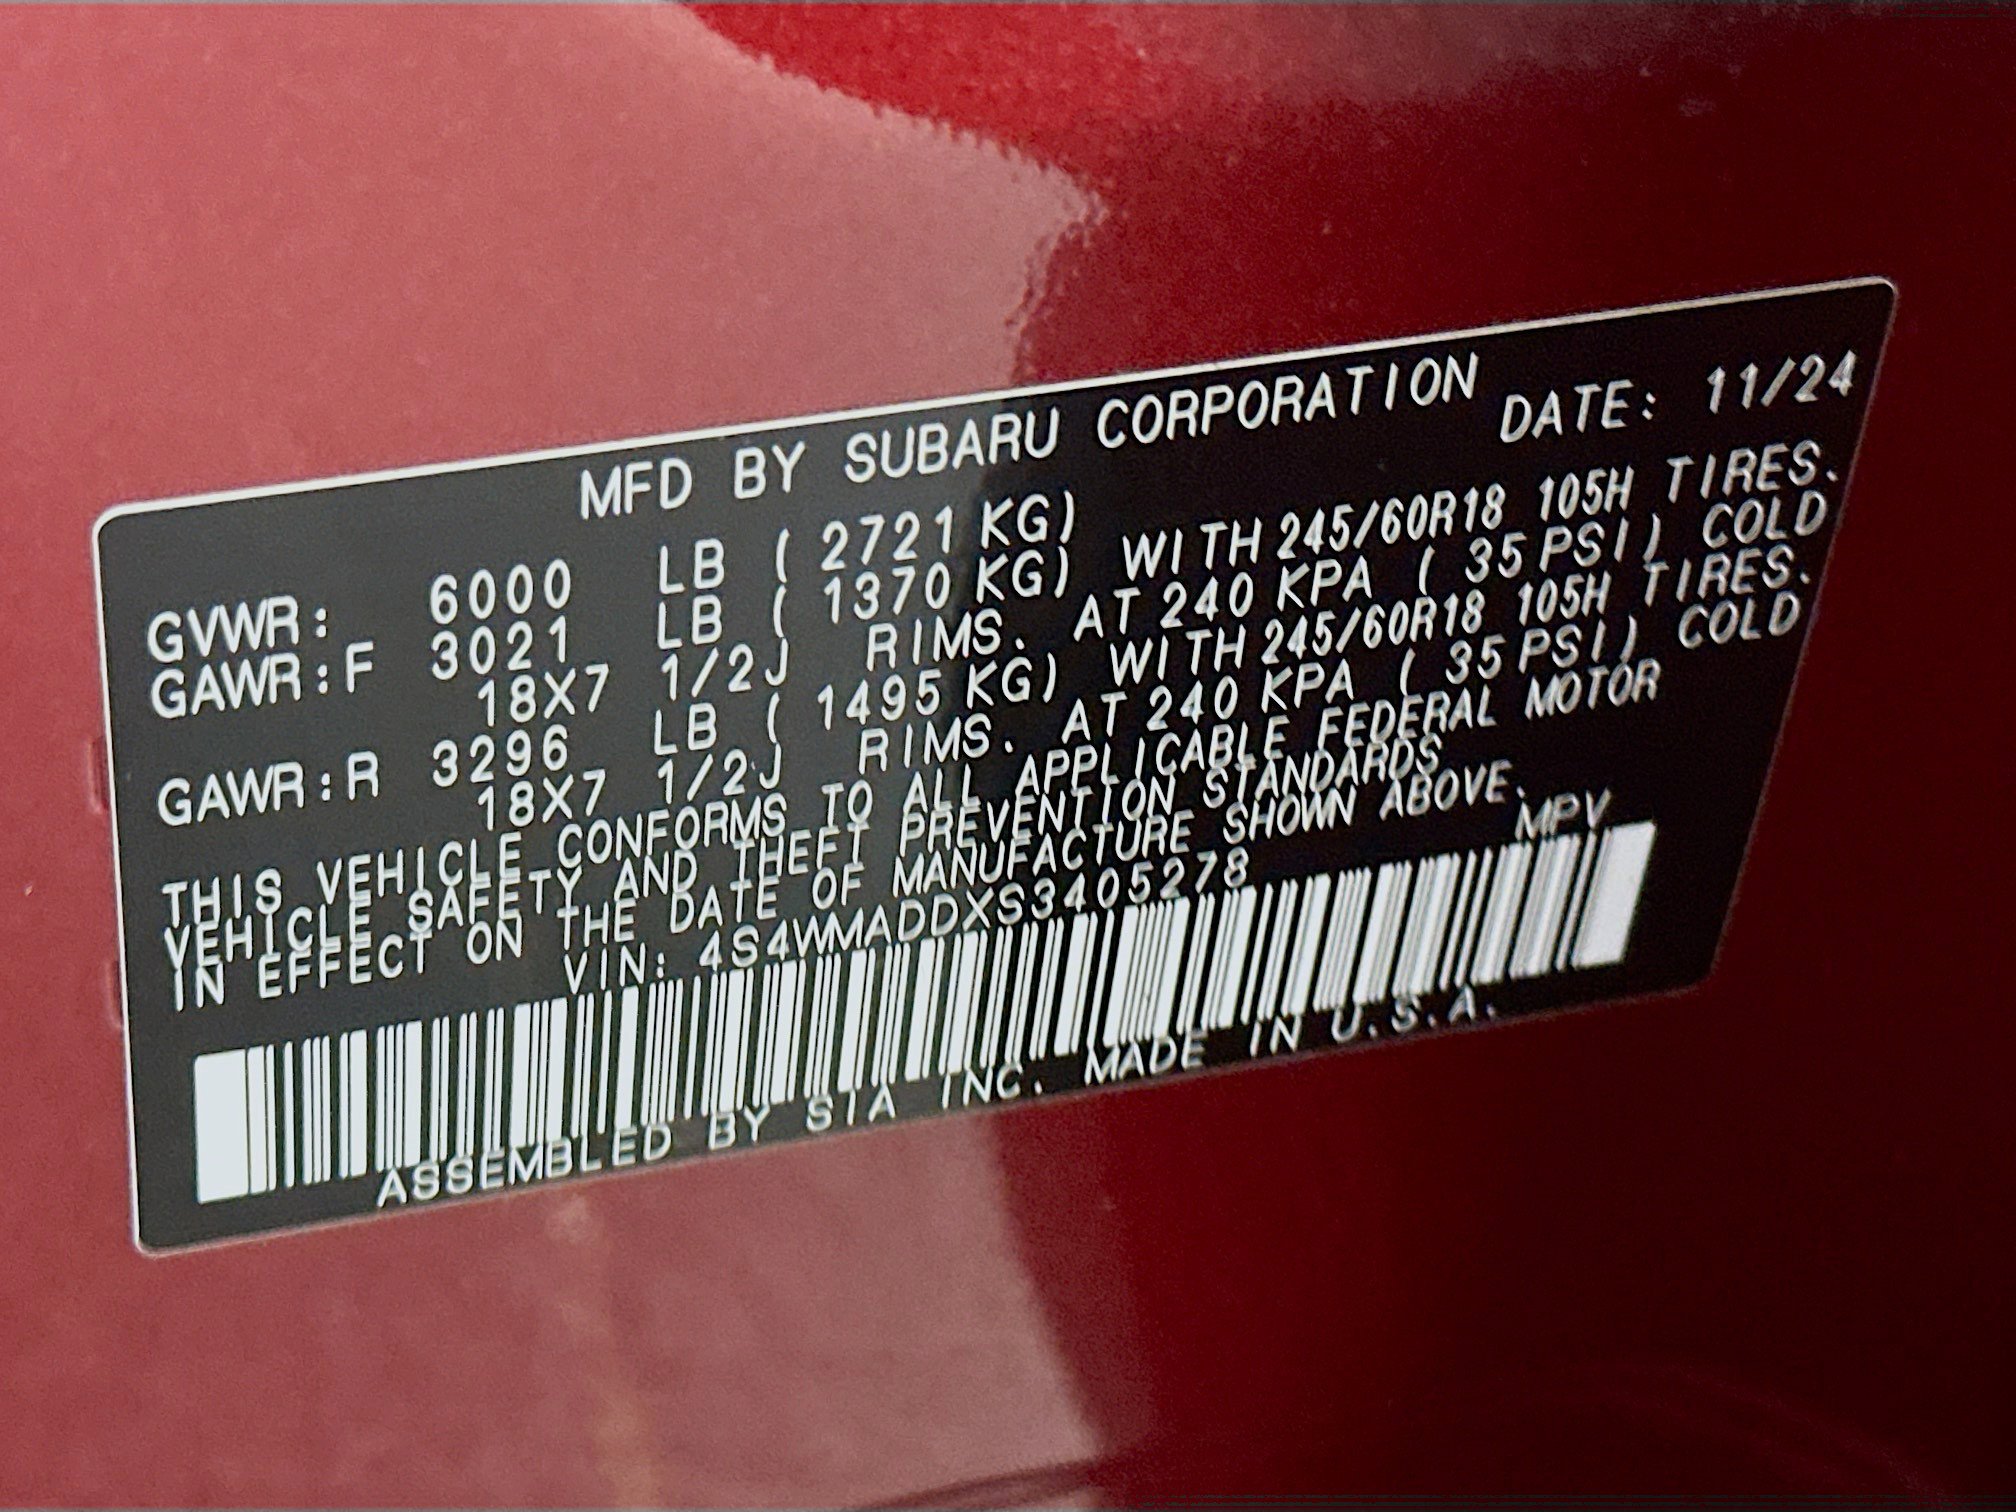 MFD BY SUBARU CORPORATION DATE: 11/24
GVWR: 6000 LB ( 2721 KG)
GAWR:F 3021 LB ( 1370 KG) WITH 245/60R18 105H TIRES.
18X7 1/2J RIMS. AT 240 KPA ( 35 PSI) COLD
GAWR:R 3296 LB ( 1495 KG) WITH 245/60R18 105H TIRES.
18X7 1/2J RIMS. AT 240 KPA ( 35 PSI) COLD
THIS VEHICLE CONFORMS TO ALL APPLICABLE FEDERAL MOTOR
VEHICLE SAFETY AND THEFT PREVENTION STANDARDS
IN EFFECT ON THE DATE OF MANUFACTURE SHOWN ABOVE.
VIN: 4S4WMADDXS3405278 MPV
ASSEMBLED BY SIA INC. MADE IN U.S.A.